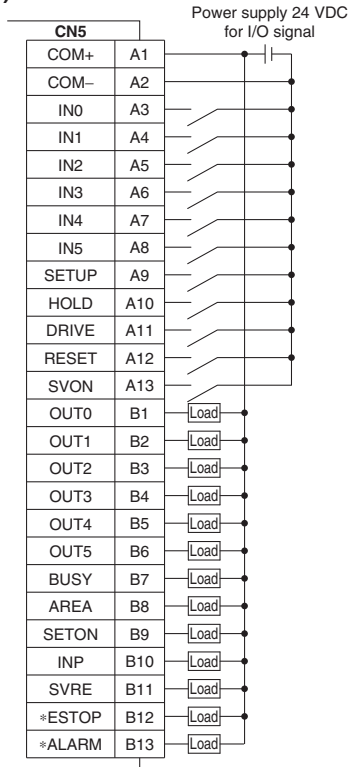 Power supply 24 VDC
for I/O signal
CN5
COM+ A1
COM– A2
IN0 A3
IN1 A4
IN2 A5
IN3 A6
IN4 A7
IN5 A8
SETUP A9
HOLD A10
DRIVE A11
RESET A12
SVON A13
OUT0 B1 Load
OUT1 B2 Load
OUT2 B3 Load
OUT3 B4 Load
OUT4 B5 Load
OUT5 B6 Load
BUSY B7 Load
AREA B8 Load
SETON B9 Load
INP B10 Load
SVRE B11 Load
*ESTOP B12 Load
*ALARM B13 Load